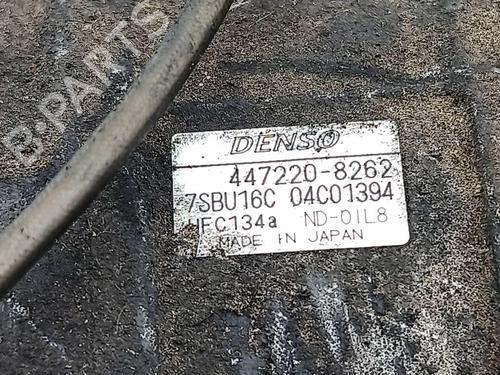 B-PARTS
DENSO
447220-8262
7SBU16C 04C01394
HFC134a ND-OIL8
MADE IN JAPAN